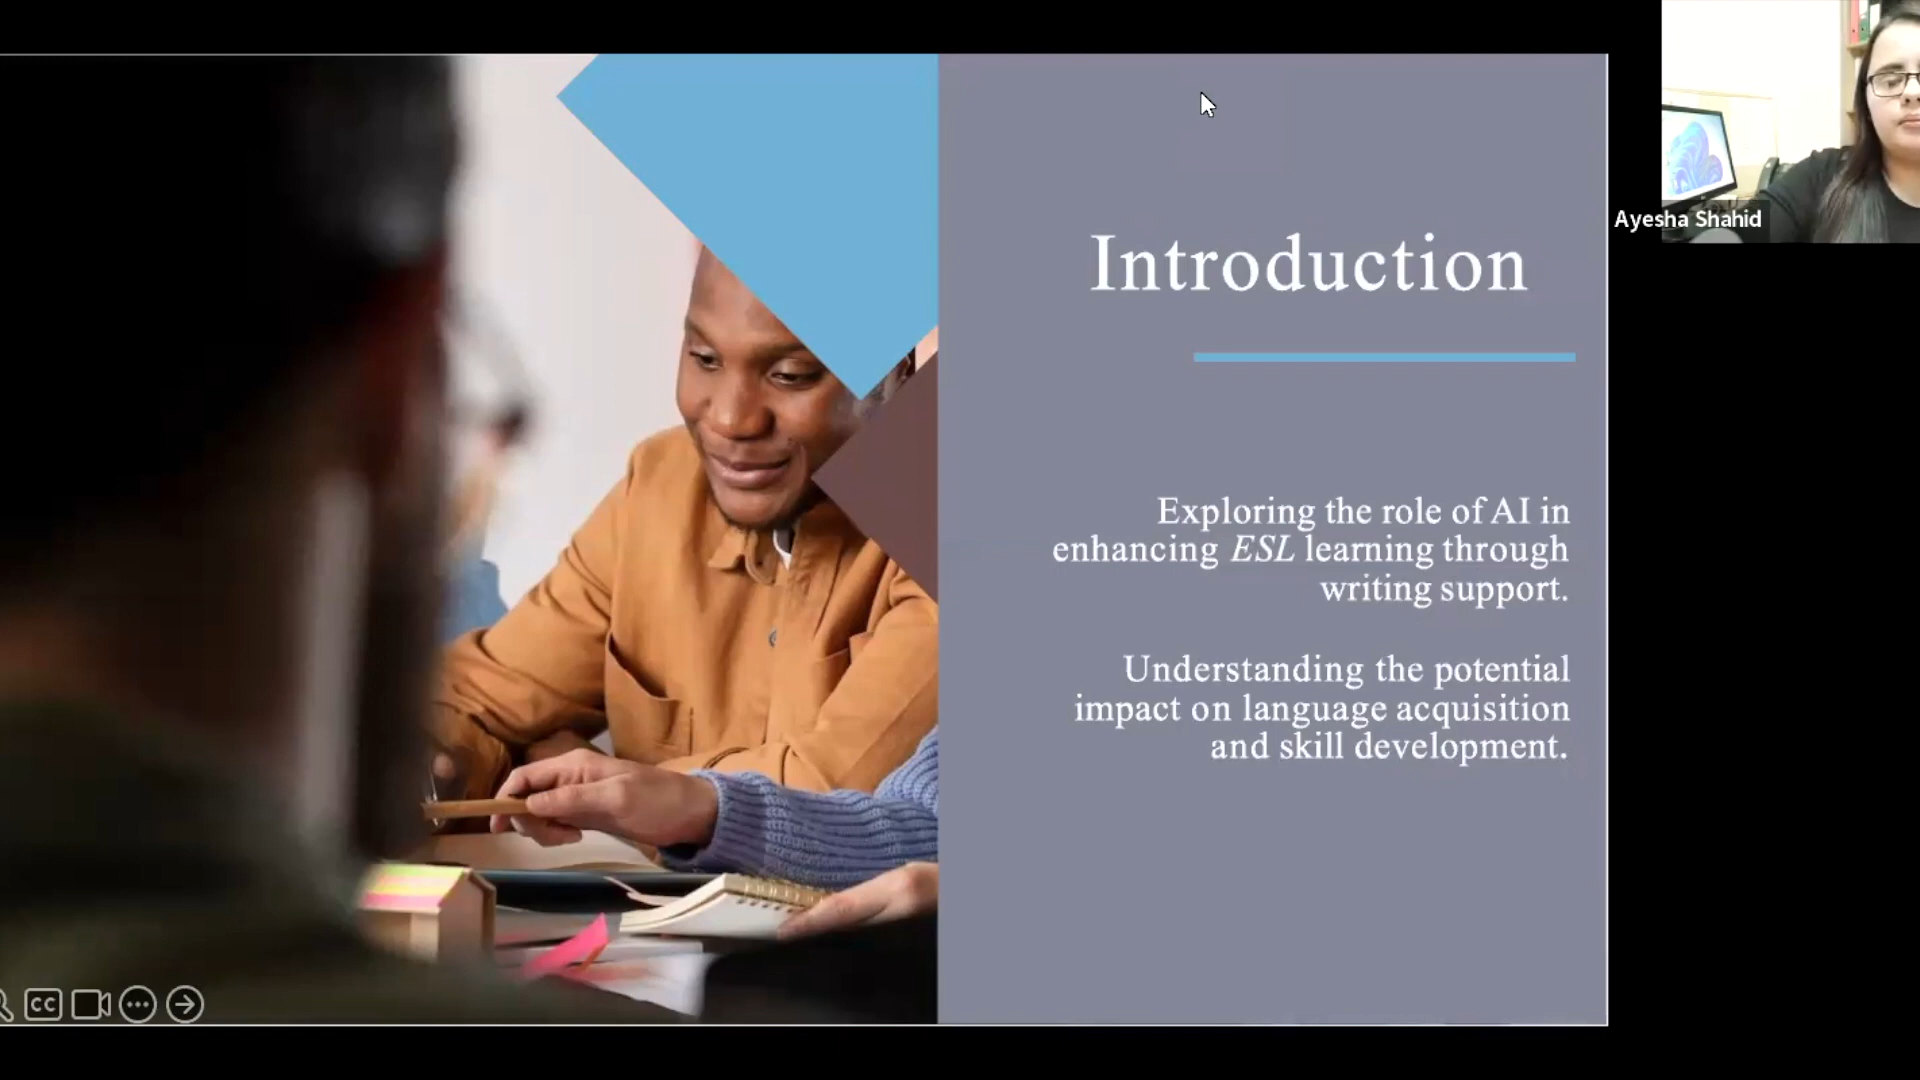 Introduction
Exploring the role of AI in
enhancing ESL learning through
writing support.
Understanding the potential
impact on language acquisition
and skill development.
Ayesha Shahid
CC